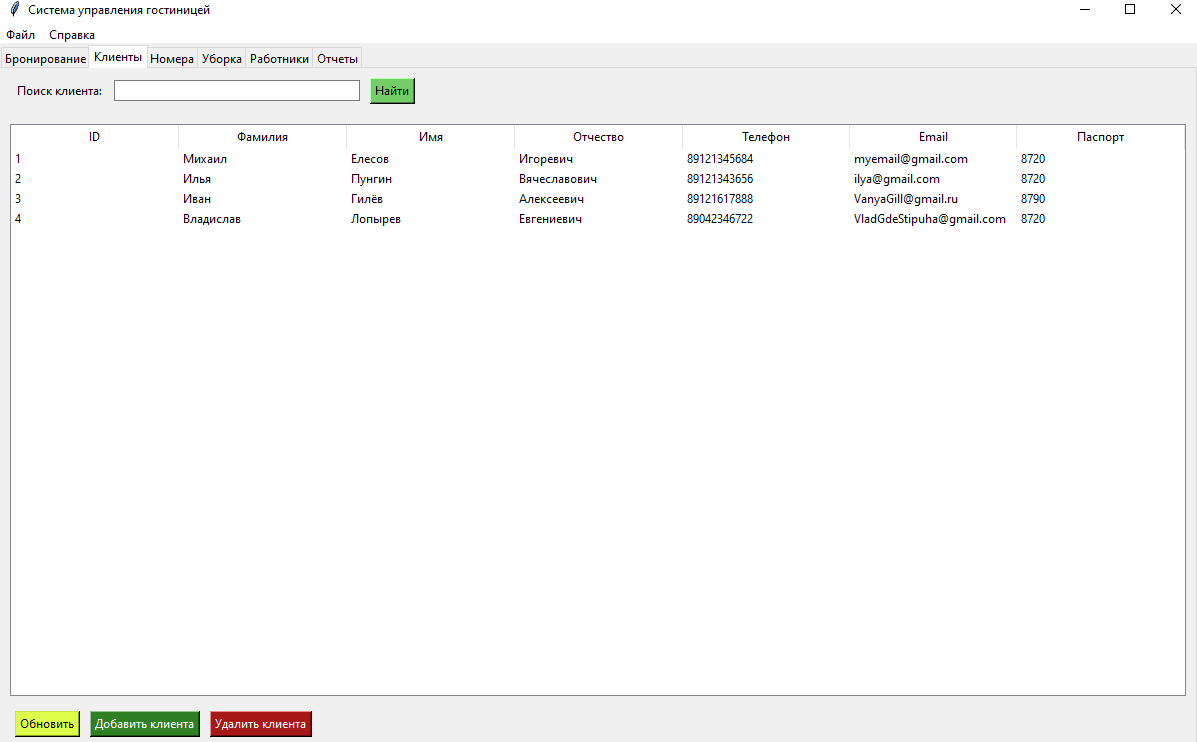 Система управления гостиницей
Файл Справка
Бронирование Клиенты Номера Уборка Работники Отчеты
Поиск клиента: Найти
ID Фамилия Имя Отчество Телефон Email Паспорт
1 Михаил Елесов Игоревич 89121345684 myemail@gmail.com 8720
2 Илья Пунгин Вячеславович 89121343656 ilya@gmail.com 8720
3 Иван Гилёв Алексеевич 89121617888 VanyaGill@gmail.ru 8790
4 Владислав Лопырев Евгениевич 89042346722 VladGdeStipuha@gmail.com 8720
Обновить Добавить клиента Удалить клиента